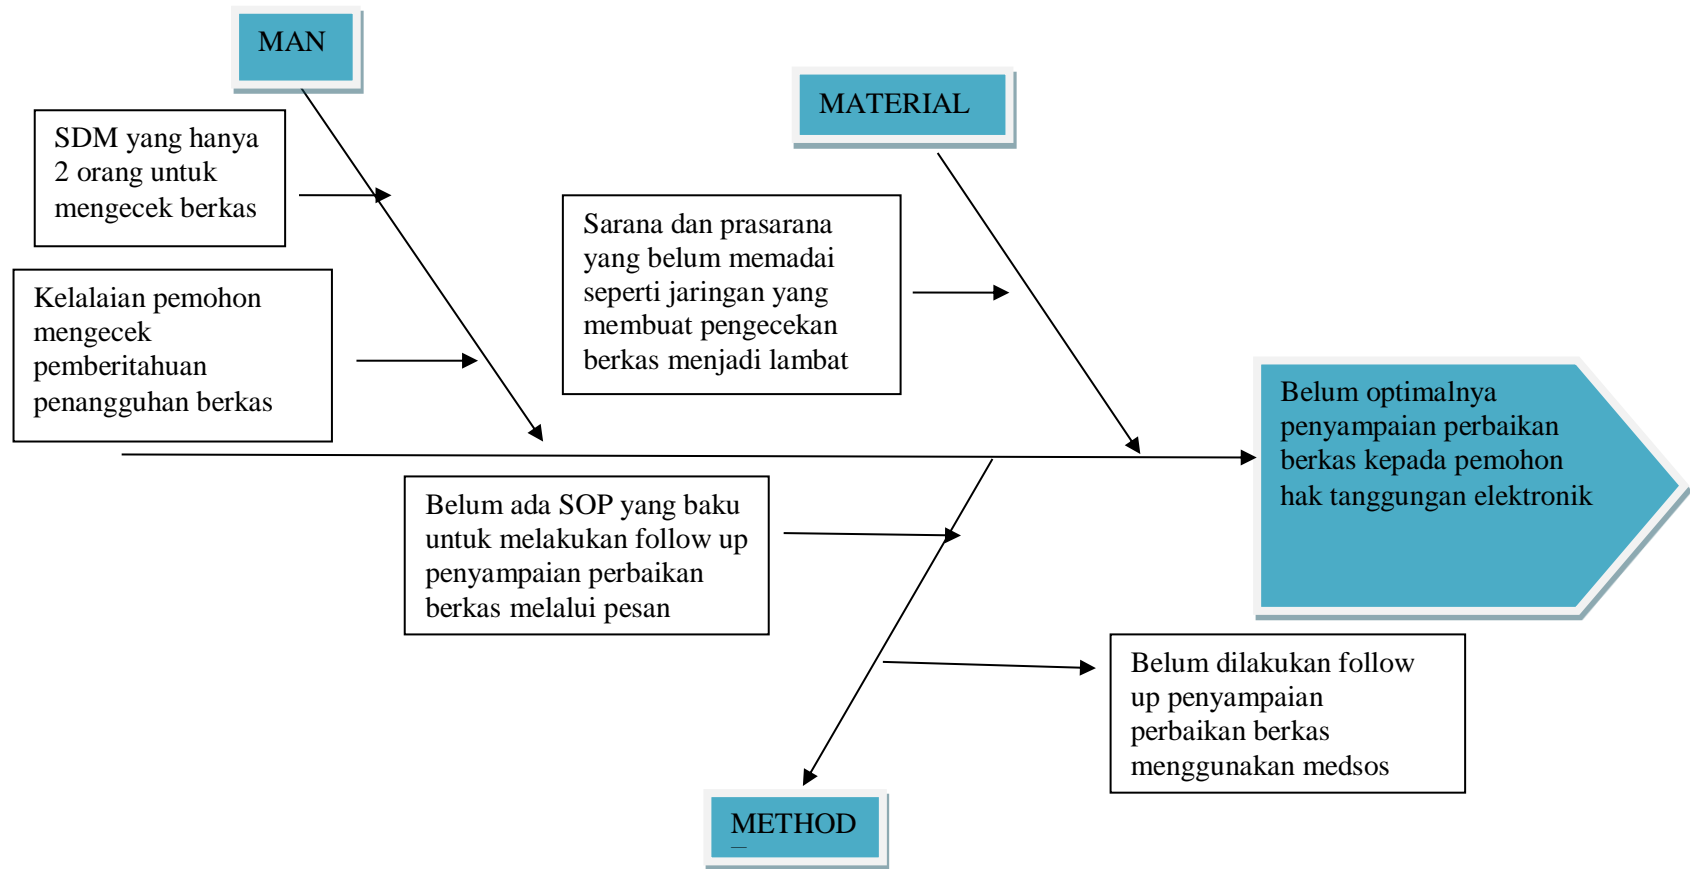 MAN
MATERIAL
SDM yang hanya
2 orang untuk
mengecek berkas
Sarana dan prasarana
yang belum memadai
seperti jaringan yang
membuat pengecekan
berkas menjadi lambat
Kelalaian pemohon
mengecek
pemberitahuan
penangguhan berkas
Belum optimalnya
penyampaian perbaikan
berkas kepada pemohon
hak tanggungan elektronik
Belum ada SOP yang baku
untuk melakukan follow up
penyampaian perbaikan
berkas melalui pesan
Belum dilakukan follow
up penyampaian
perbaikan berkas
menggunakan medsos
METHOD